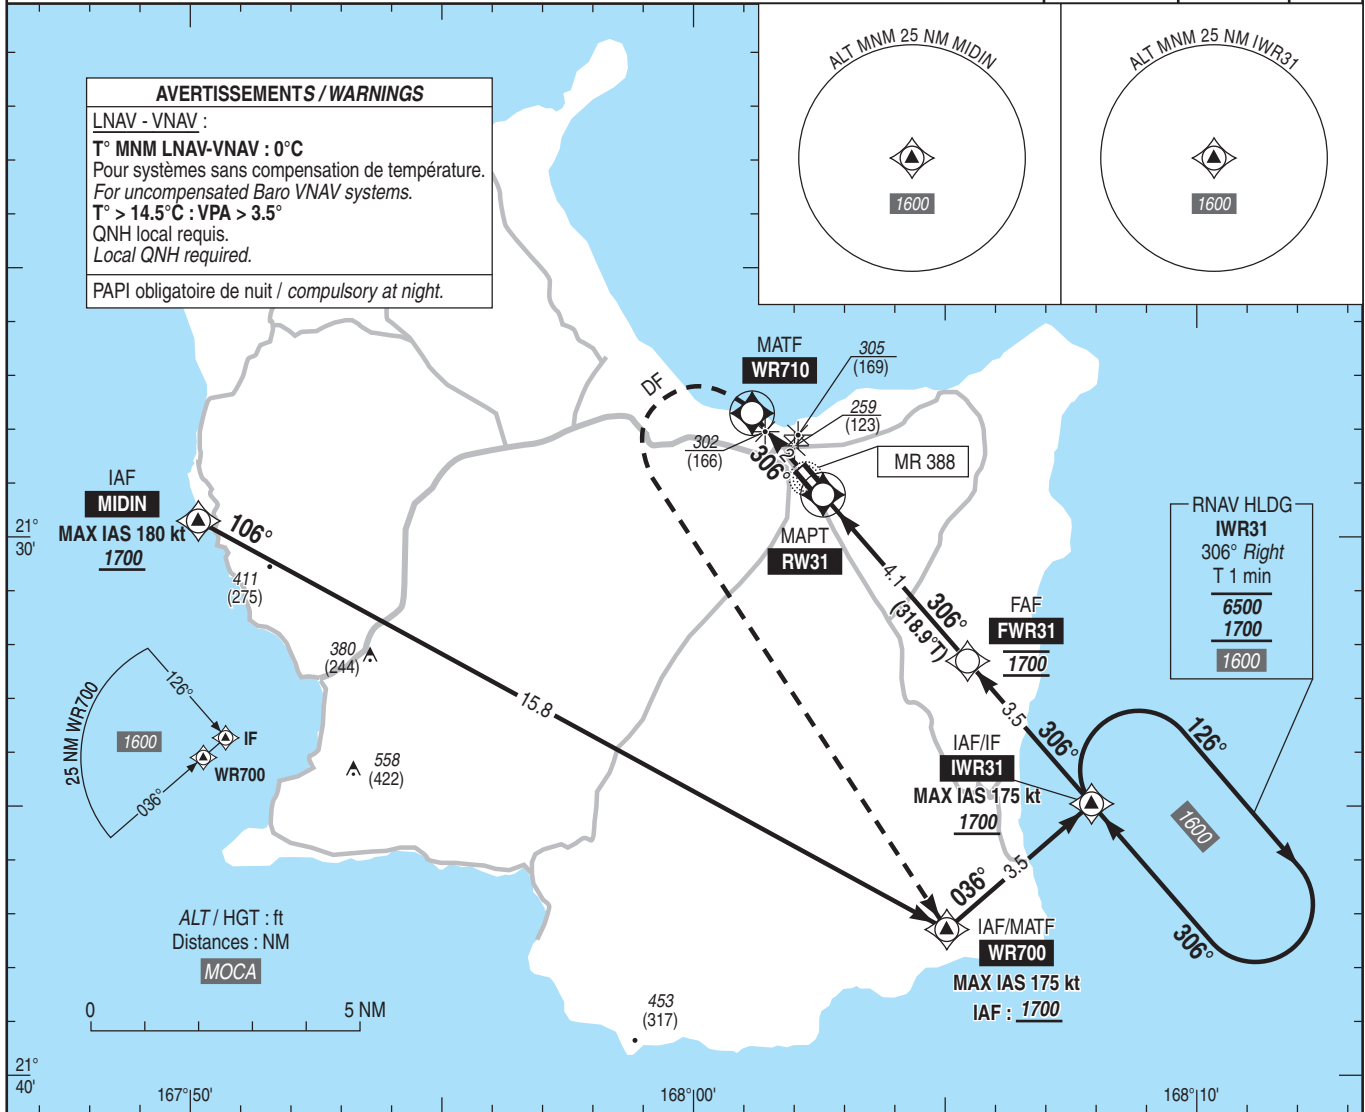 ALT MNM 25 NM MIDIN
1600
ALT MNM 25 NM IWR31
1600
AVERTISSEMENTS / WARNINGS
LNAV - VNAV :
T° MNM LNAV-VNAV : 0°C
Pour systèmes sans compensation de température.
For uncompensated Baro VNAV systems.
T° > 14.5°C : VPA > 3.5°
QNH local requis.
Local QNH required.
PAPI obligatoire de nuit / compulsory at night.
MATF
WR710
305
(169)
259
(123)
DF
302
(166)
306°
2
MR 388
MAPT
RW31
IAF
MIDIN
MAX IAS 180 kt
1700
106°
21°
30'
411
(275)
380
(244)
558
(422)
15.8
4.1
306°
(318.9°T)
FAF
FWR31
1700
RNAV HLDG
IWR31
306° Right
T 1 min
6500
1700
1600
3.5
306°
IAF/IF
IWR31
MAX IAS 175 kt
1700
126°
1600
306°
036°
3.5
IAF/MATF
WR700
MAX IAS 175 kt
IAF : 1700
25 NM WR700
126°
1600
IF
WR700
036°
ALT / HGT : ft
Distances : NM
MOCA
0
5 NM
453
(317)
21°
40'
167°50'
168°00'
168°10'